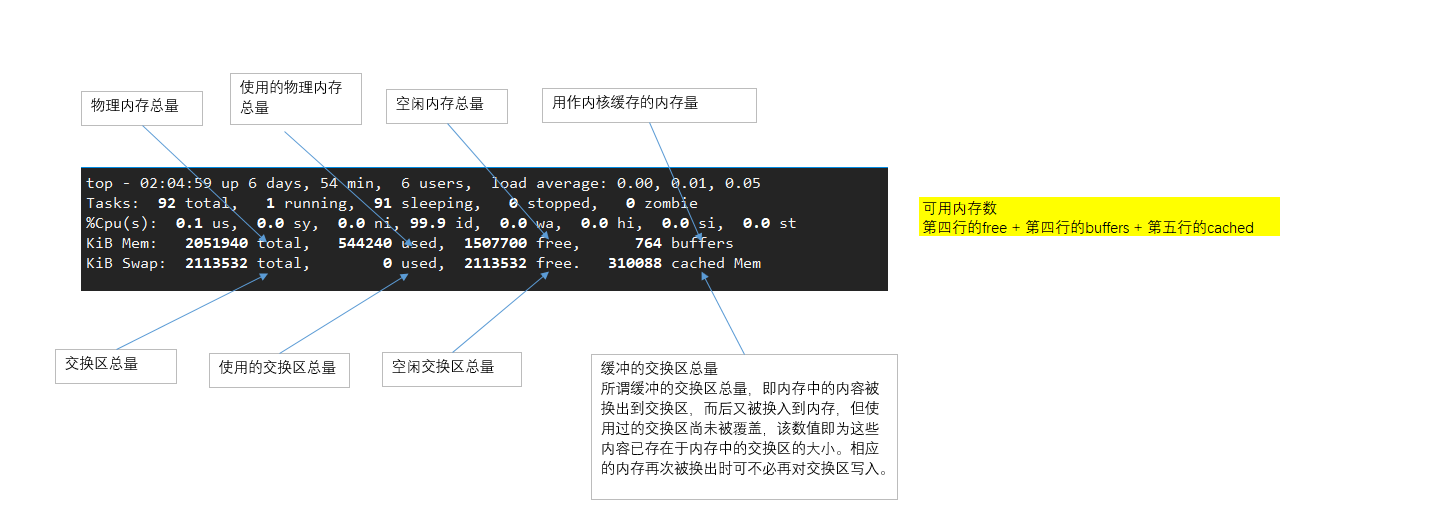 物理内存总量
使用的物理内存
总量
空闲内存总量
用作内核缓存的内存量
top - 02:04:59 up 6 days, 54 min,  6 users,  load average: 0.00, 0.01, 0.05
Tasks:  92 total,   1 running,  91 sleeping,   0 stopped,   0 zombie
%Cpu(s):  0.1 us,  0.0 sy,  0.0 ni, 99.9 id,  0.0 wa,  0.0 hi,  0.0 si,  0.0 st
KiB Mem:   2051940 total,   544240 used,  1507700 free,      764 buffers
KiB Swap:  2113532 total,        0 used,  2113532 free.   310088 cached Mem
可用内存数
第四行的free + 第四行的buffers + 第五行的cached
交换区总量
使用的交换区总量
空闲交换区总量
缓冲的交换区总量
所谓缓冲的交换区总量，即内存中的内容被
换出到交换区，而后又被换入到内存，但使
用过的交换区尚未被覆盖，该数值即为这些
内容已存在于内存中的交换区的大小。相应
的内存再次被换出时可不必再对交换区写入。